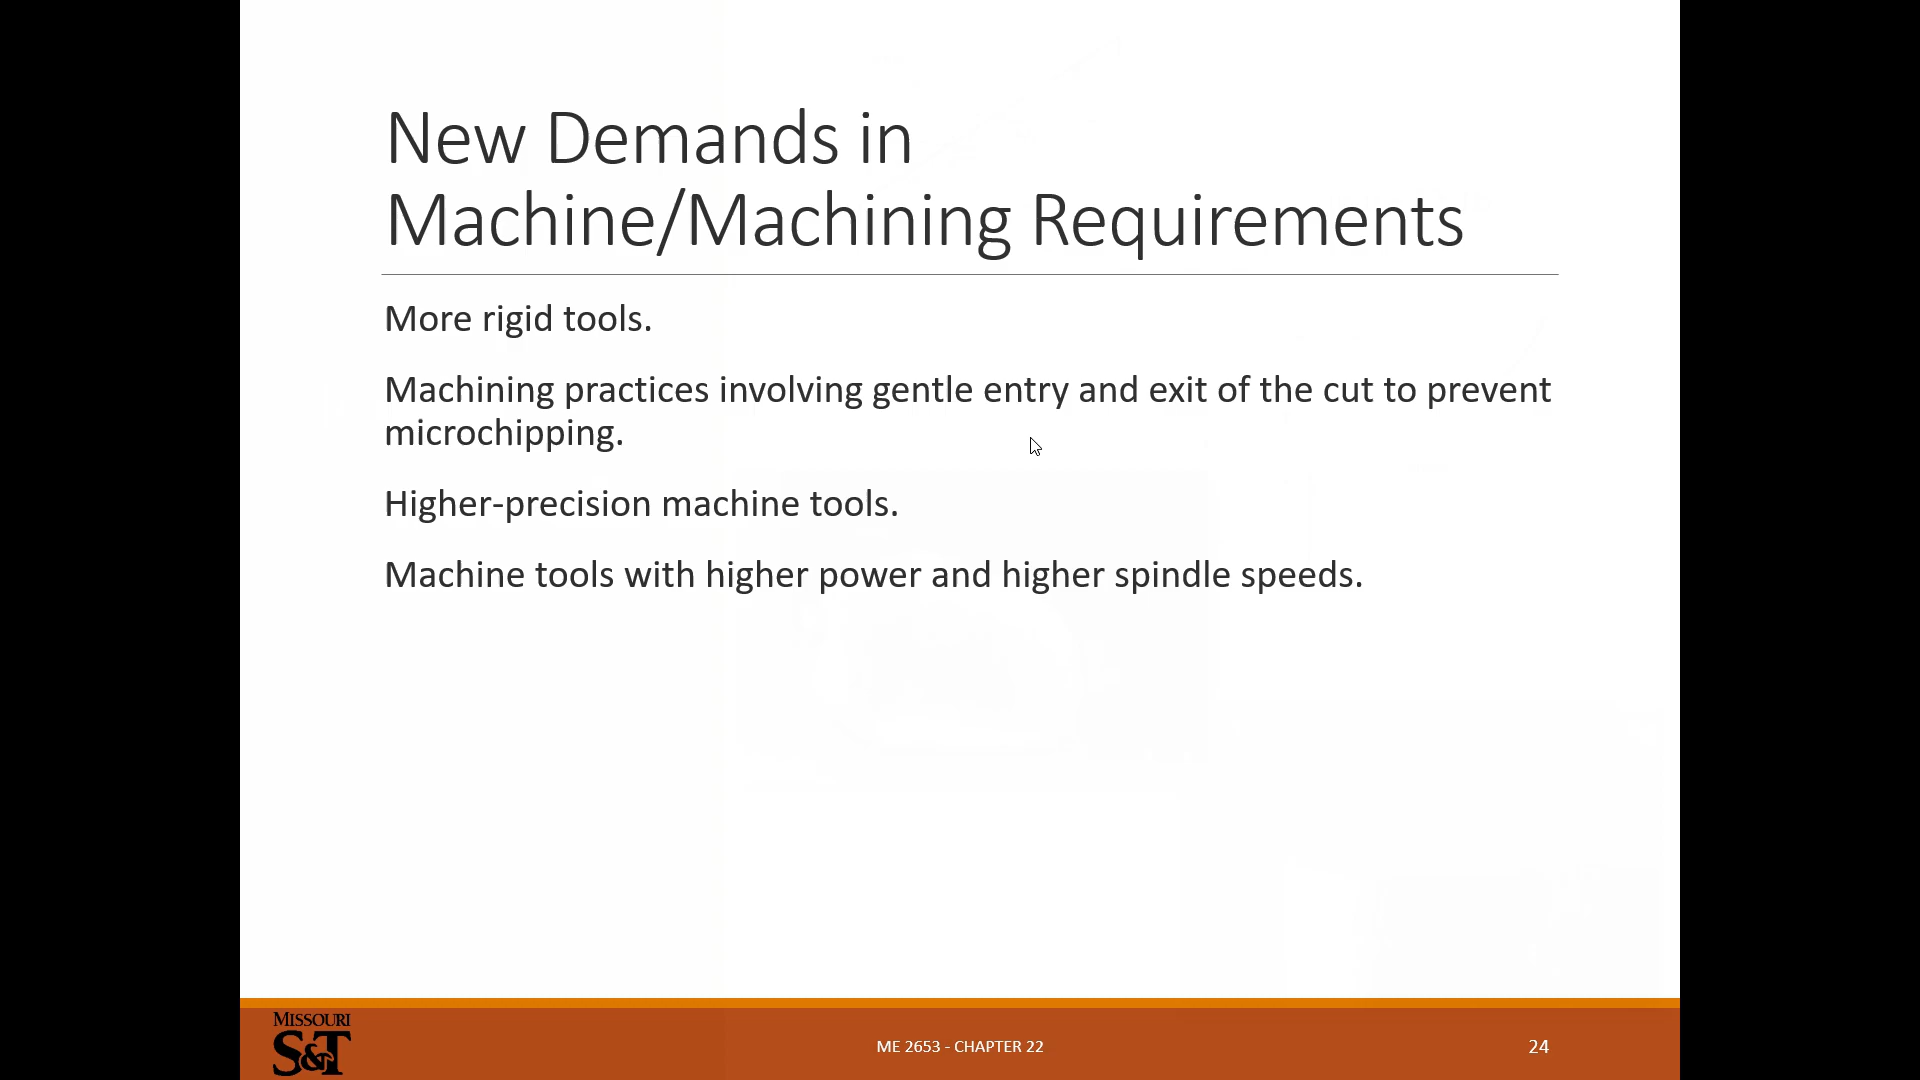 New Demands in
Machine/Machining Requirements
More rigid tools.
Machining practices involving gentle entry and exit of the cut to prevent
microchipping.
Higher-precision machine tools.
Machine tools with higher power and higher spindle speeds.
MISSOURI
S&T
ME 2653 - CHAPTER 22
24